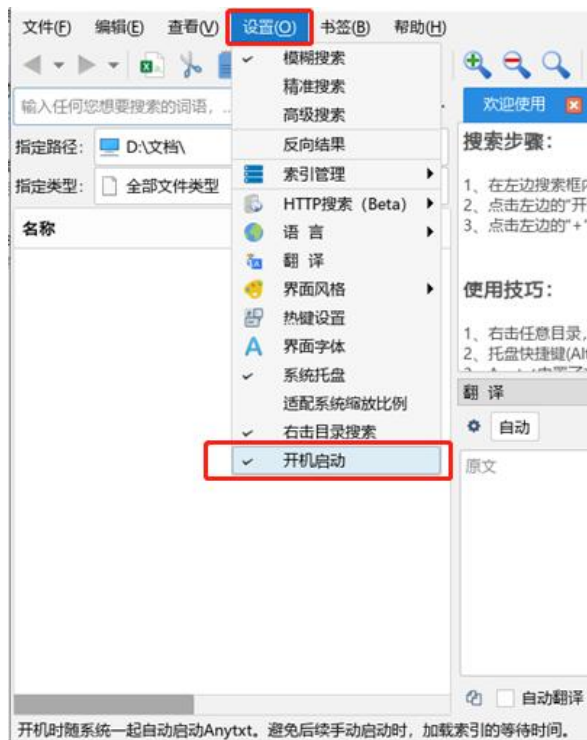 文件(F) 编辑(E) 查看(V) 设置(O) 书签(B) 帮助(H)
输入任何您想要搜索的词语，..
指定路径： D:\文档\
指定类型： 全部文件类型
名称
模糊搜索
精准搜索
高级搜索
反向结果
索引管理
HTTP搜索（Beta）
语 言
翻 译
界面风格
热键设置
界面字体
系统托盘
适配系统缩放比例
右击目录搜索
开机启动
欢迎使用
搜索步骤：
1、在左边搜索框内
2、点击左边的"开
3、点击左边的"+"
使用技巧：
1、右击任意目录，
2、托盘快捷键(Alt
翻 译
自动
原文
自动翻译
开机时随系统一起自动启动Anytxt。避免后续手动启动时，加载索引的等待时间。